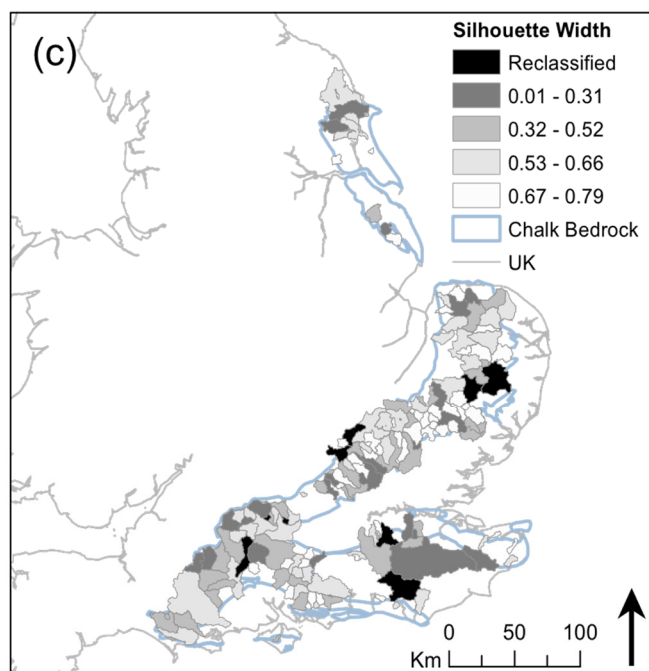 (c)
Silhouette Width
Reclassified
0.01 - 0.31
0.32 - 0.52
0.53 - 0.66
0.67 - 0.79
Chalk Bedrock
UK
0 50 100
Km